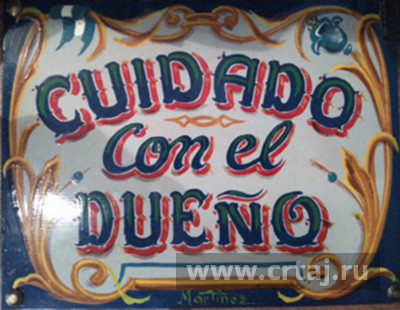 CUIDADO
con el
DUEÑO
www.crtaj.ru
Martinez